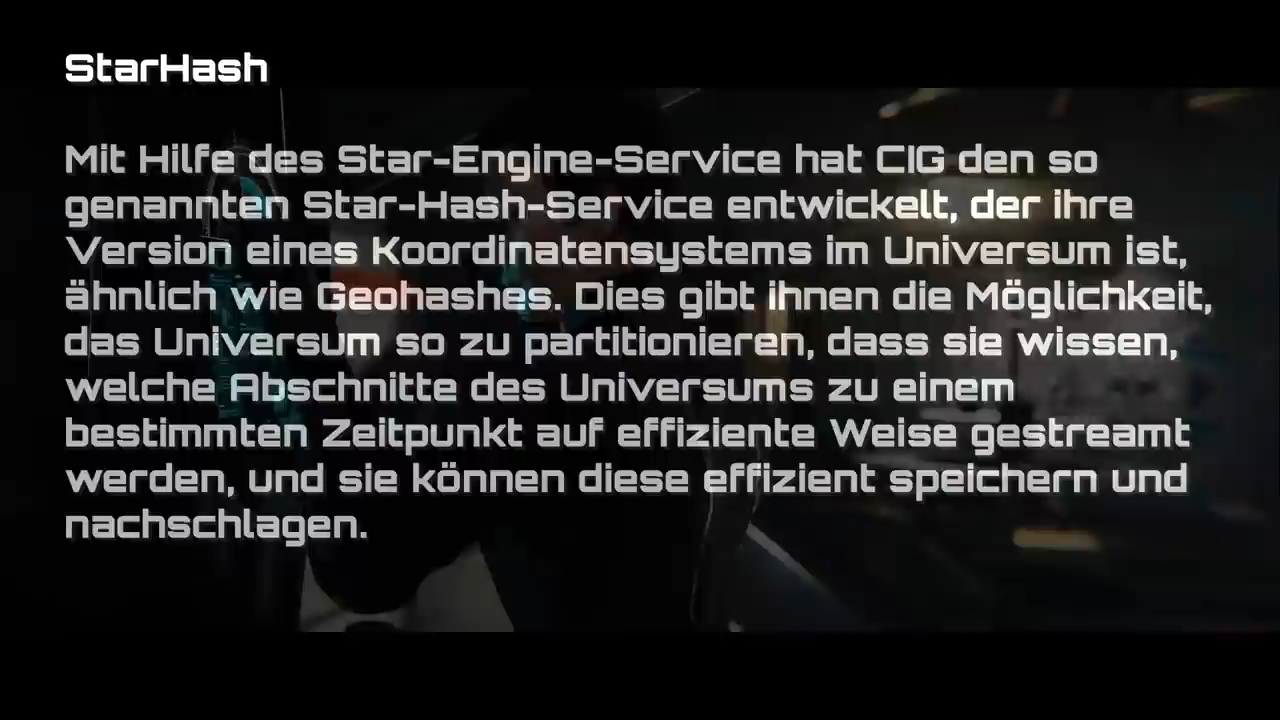 StarHash
Mit Hilfe des Star-Engine-Service hat CIG den so
genannten Star-Hash-Service entwickelt, der ihre
Version eines Koordinatensystems im Universum ist,
ähnlich wie Geohashes. Dies gibt ihnen die Möglichkeit,
das Universum so zu partitionieren, dass sie wissen,
welche Abschnitte des Universums zu einem
bestimmten Zeitpunkt auf effiziente Weise gestreamt
werden, und sie können diese effizient speichern und
nachschlagen.